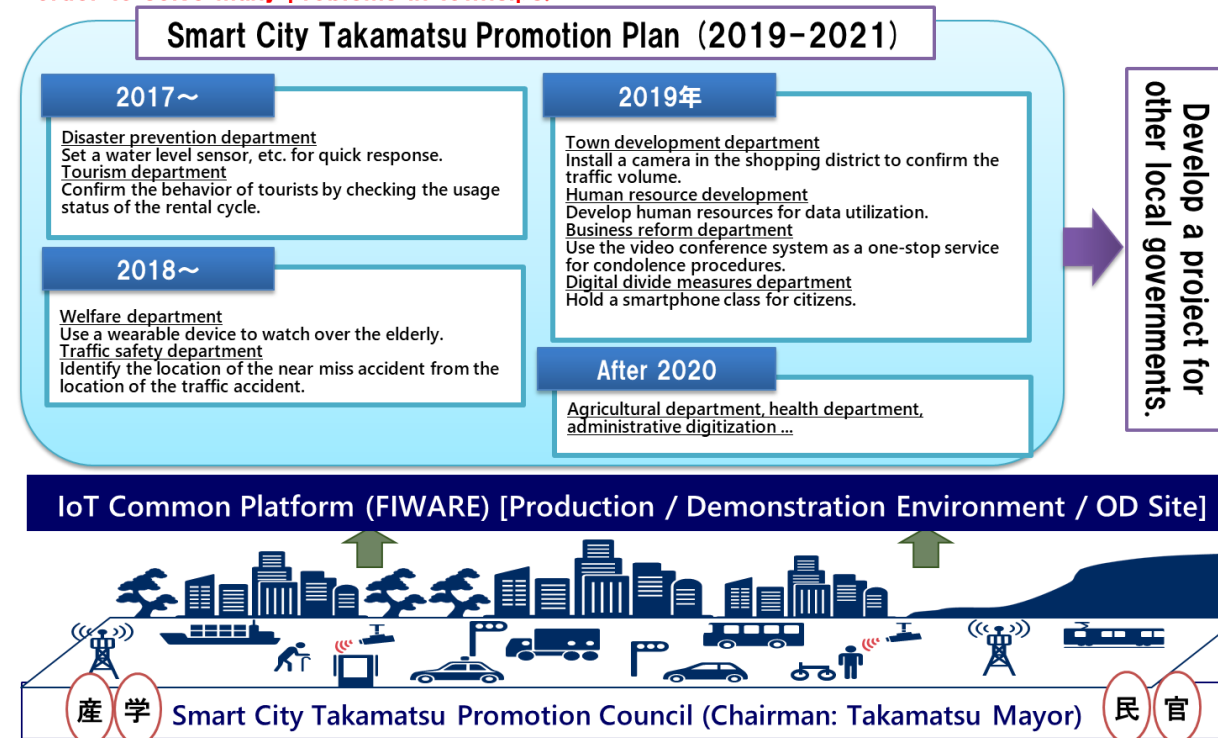 Smart City Takamatsu Promotion Plan (2019-2021)
2017～
Disaster prevention department
Set a water level sensor, etc. for quick response.
Tourism department
Confirm the behavior of tourists by checking the usage
status of the rental cycle.
2018～
Welfare department
Use a wearable device to watch over the elderly.
Traffic safety department
Identify the location of the near miss accident from the
location of the traffic accident.
2019年
Town development department
Install a camera in the shopping district to confirm the
traffic volume.
Human resource development
Develop human resources for data utilization.
Business reform department
Use the video conference system as a one-stop service
for condolence procedures.
Digital divide measures department
Hold a smartphone class for citizens.
After 2020
Agricultural department, health department,
administrative digitization ...
Develop a project for
other local governments.
IoT Common Platform (FIWARE) [Production / Demonstration Environment / OD Site]
産 学 Smart City Takamatsu Promotion Council (Chairman: Takamatsu Mayor) 民 官